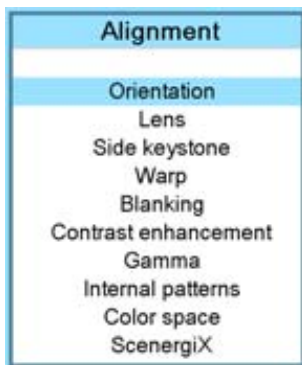 Alignment
Orientation
Lens
Side keystone
Warp
Blanking
Contrast enhancement
Gamma
Internal patterns
Color space
ScenergiX